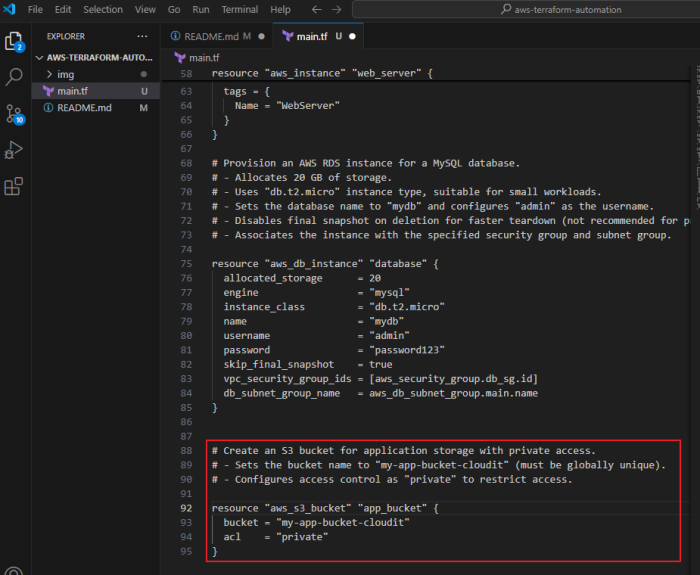 File Edit Selection View Go Run Terminal Help
aws-terraform-automation
EXPLORER
README.md M
main.tf U
AWS-TERRAFORM-AUTO...
img
main.tf U
README.md M
2
10
main.tf
58 resource "aws_instance" "web_server" {
63 tags = {
64 Name = "WebServer"
65 }
66 }
67
68 # Provision an AWS RDS instance for a MySQL database.
69 # - Allocates 20 GB of storage.
70 # - Uses "db.t2.micro" instance type, suitable for small workloads.
71 # - Sets the database name to "mydb" and configures "admin" as the username.
72 # - Disables final snapshot on deletion for faster teardown (not recommended for p
73 # - Associates the instance with the specified security group and subnet group.
74
75 resource "aws_db_instance" "database" {
76 allocated_storage = 20
77 engine = "mysql"
78 instance_class = "db.t2.micro"
79 name = "mydb"
80 username = "admin"
81 password = "password123"
82 skip_final_snapshot = true
83 vpc_security_group_ids = [aws_security_group.db_sg.id]
84 db_subnet_group_name = aws_db_subnet_group.main.name
85 }
86
87
88 # Create an S3 bucket for application storage with private access.
89 # - Sets the bucket name to "my-app-bucket-cloudit" (must be globally unique).
90 # - Configures access control as "private" to restrict access.
91
92 resource "aws_s3_bucket" "app_bucket" {
93 bucket = "my-app-bucket-cloudit"
94 acl = "private"
95 }